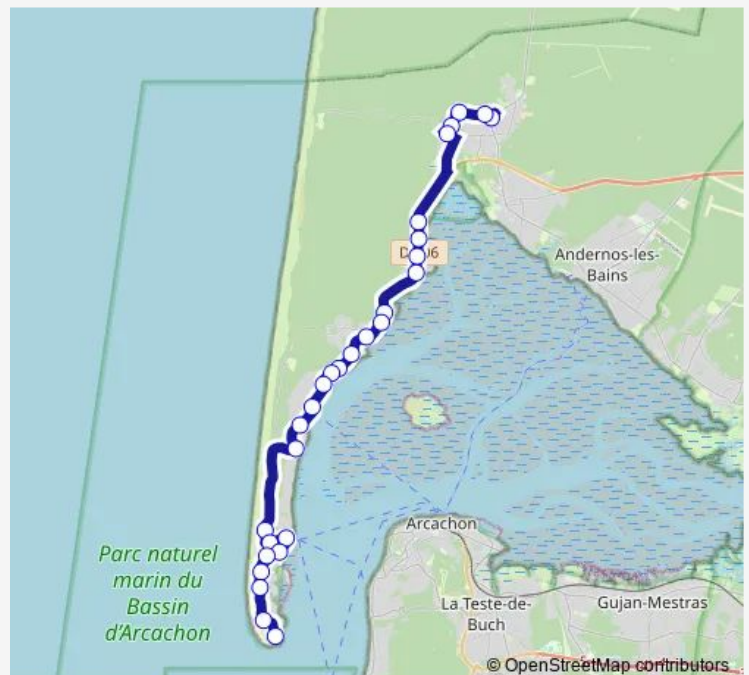 Andernos-les-
Bains
Arcachon
Parc naturel
marin du
Bassin
d'Arcachon
La Teste-de-
Buch
Gujan-Mestras
© OpenStreetMap contributors